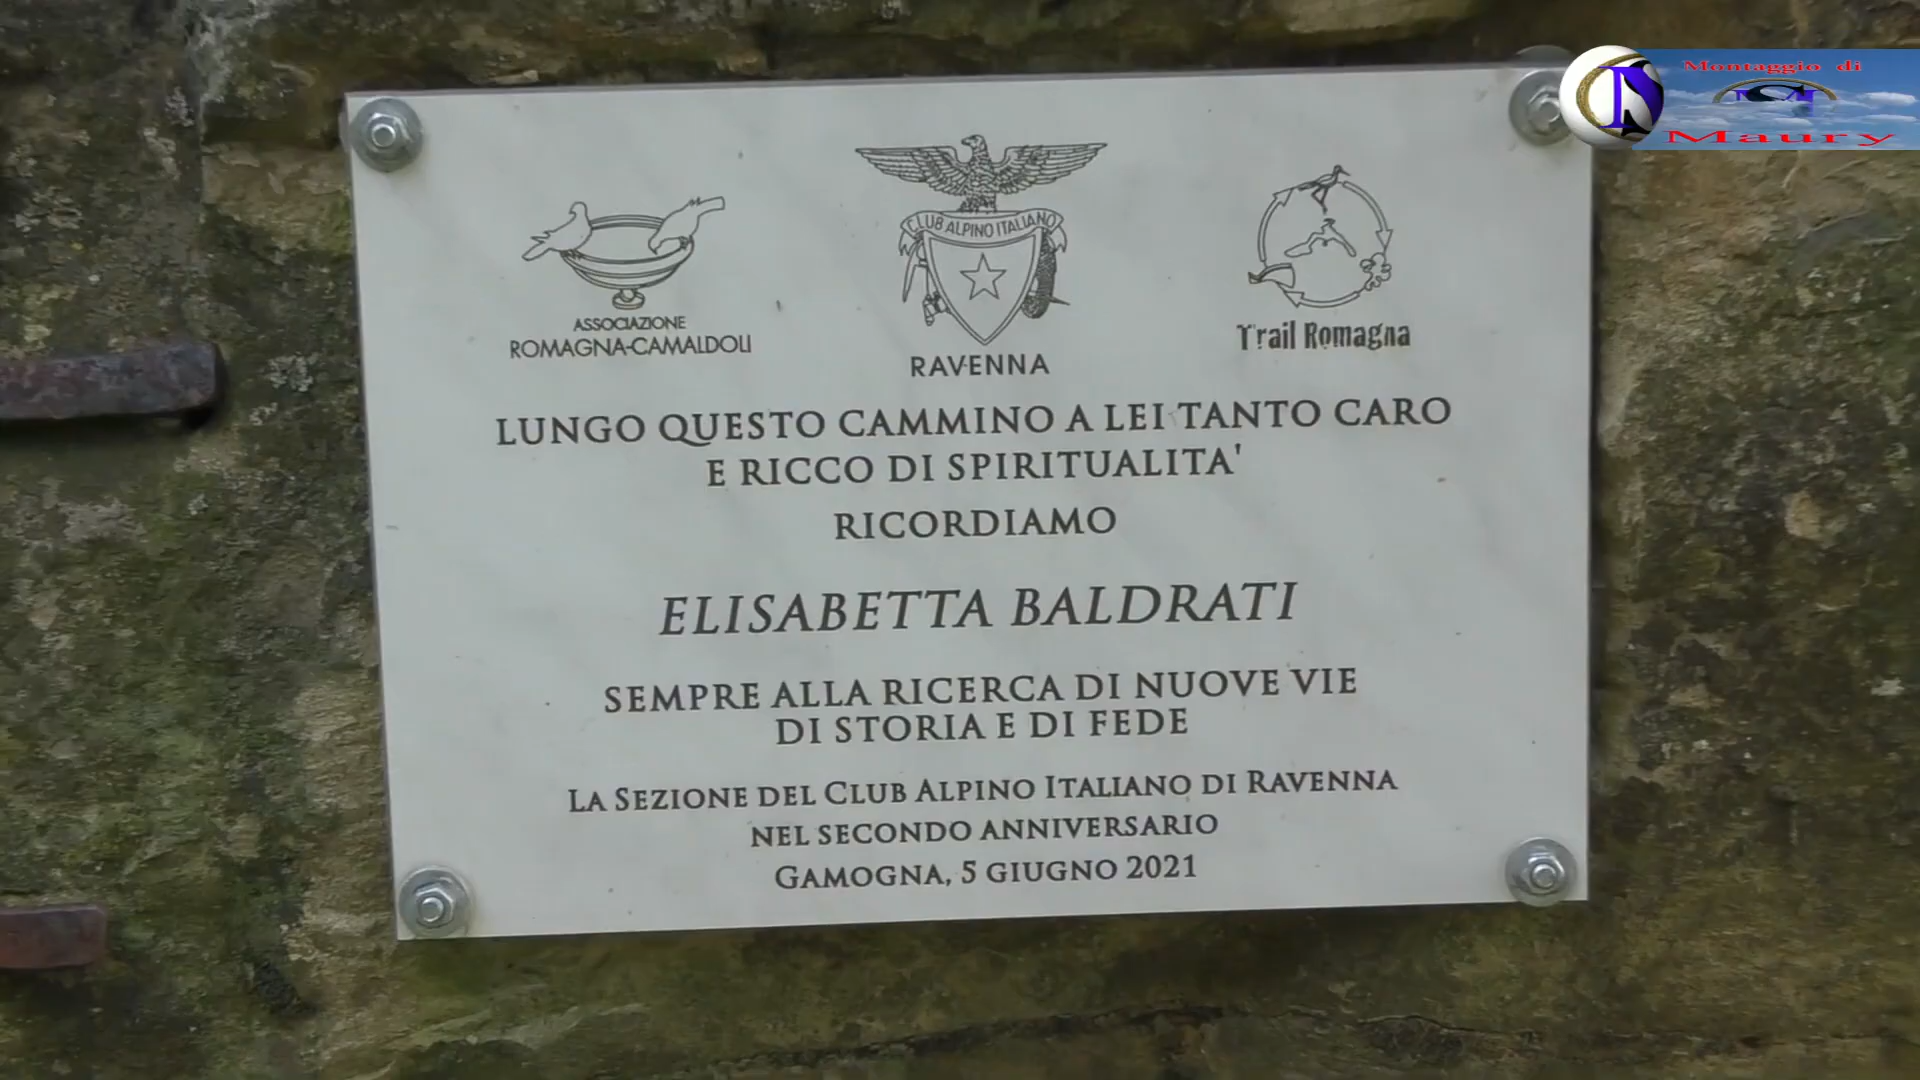 Montaggio di
Maury
CLUB ALPINO ITALIANO
ASSOCIAZIONE
ROMAGNA-CAMALDOLI
RAVENNA
Trail Romagna
LUNGO QUESTO CAMMINO A LEI TANTO CARO
E RICCO DI SPIRITUALITA'
RICORDIAMO
ELISABETTA BALDRATI
SEMPRE ALLA RICERCA DI NUOVE VIE
DI STORIA E DI FEDE
LA SEZIONE DEL CLUB ALPINO ITALIANO DI RAVENNA
NEL SECONDO ANNIVERSARIO
GAMOGNA, 5 GIUGNO 2021